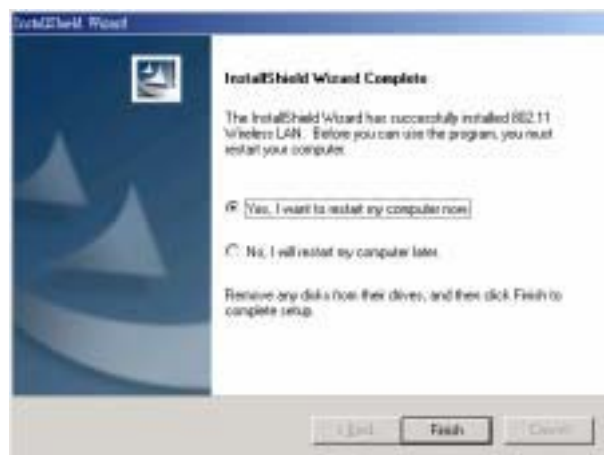 InstallShield Wizard
InstallShield Wizard Complete
The InstallShield Wizard has successfully installed 802.11
Wireless LAN. Before you can use the program, you must
restart your computer.
Yes, I want to restart my computer now.
No, I will restart my computer later.
Remove any disks from their drives, and then click Finish to
complete setup.
< Back
Finish
Cancel